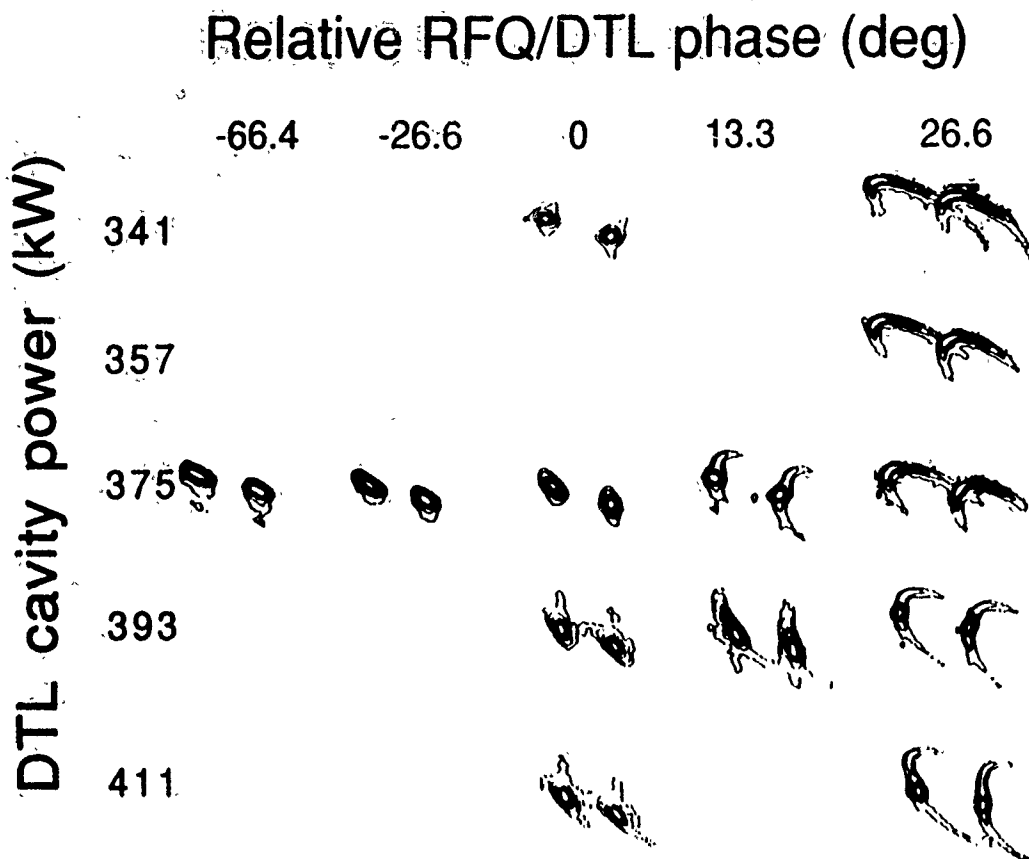 Relative RFQ/DTL phase (deg)
-66.4 -26.6 0 13.3 26.6
DTL cavity power (kW)
341
357
375
393
411